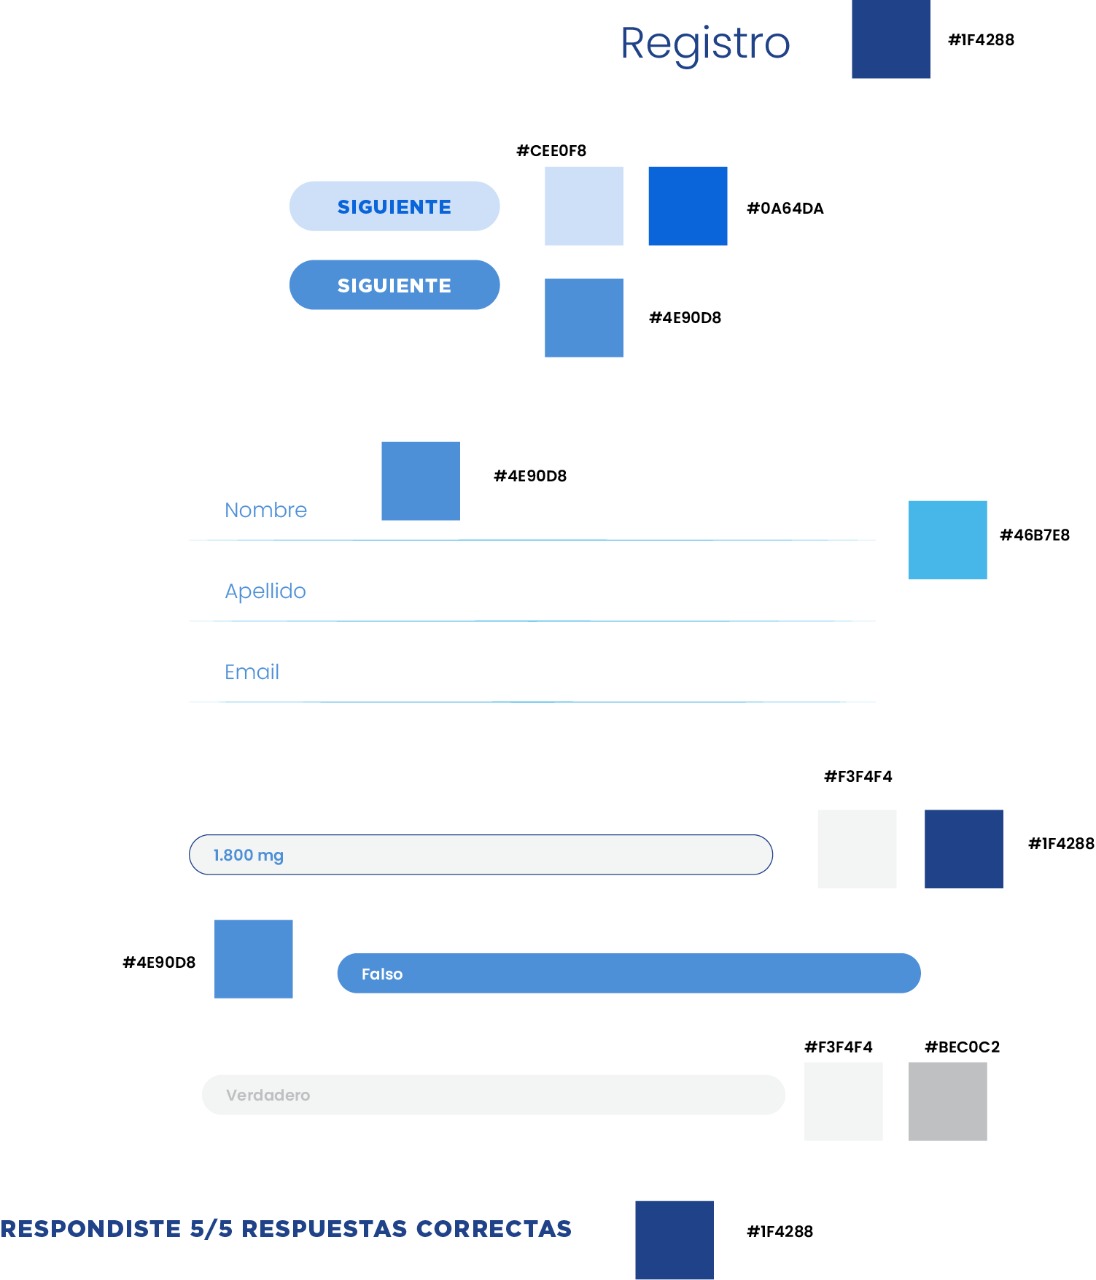 Registro
#1F4288
#CEE0F8
SIGUIENTE
#0A64DA
SIGUIENTE
#4E90D8
#4E90D8
Nombre
#46B7E8
Apellido
Email
#F3F4F4
1.800 mg
#1F4288
#4E90D8
Falso
#F3F4F4
#BEC0C2
Verdadero
RESPONDISTE 5/5 RESPUESTAS CORRECTAS
#1F4288